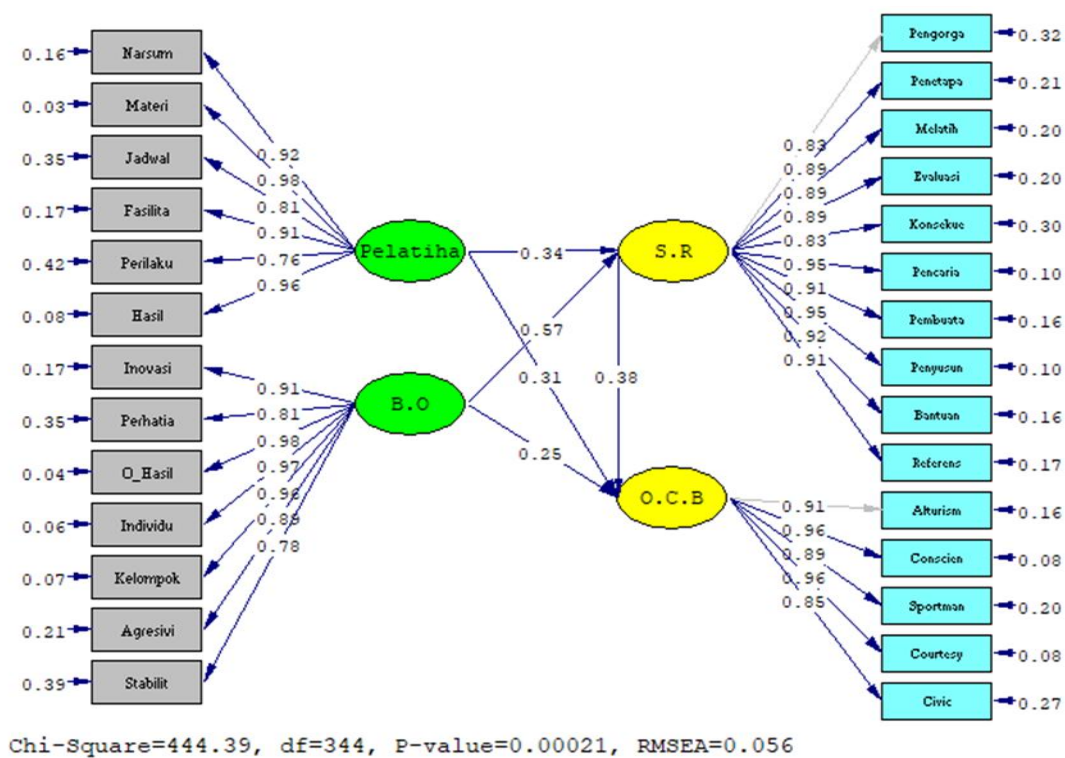 0.16 Narsum
0.03 Materi
0.35 Jadwal
0.17 Fasilita
0.42 Perilaku
0.08 Hasil
0.17 Inovasi
0.35 Perhatia
0.04 O_Hasil
0.06 Individu
0.07 Kelompok
0.21 Agresivi
0.39 Stabilit
0.92
0.98
0.81
0.91
0.76
0.96
0.91
0.81
0.98
0.97
0.96
0.89
0.78
Pelatiha
B.O
0.34
0.57
0.31
0.38
0.25
S.R
O.C.B
0.83
0.89
0.89
0.89
0.83
0.95
0.91
0.95
0.92
0.91
0.91
0.96
0.89
0.96
0.85
Pengorga 0.32
Penetapa 0.21
Melatih 0.20
Evaluasi 0.20
Konsekue 0.30
Pencaria 0.10
Pembuata 0.16
Penyusun 0.10
Bantuan 0.16
Referens 0.17
Alturism 0.16
Conscien 0.08
Sportman 0.20
Courtesy 0.08
Civic 0.27
Chi-Square=444.39, df=344, P-value=0.00021, RMSEA=0.056